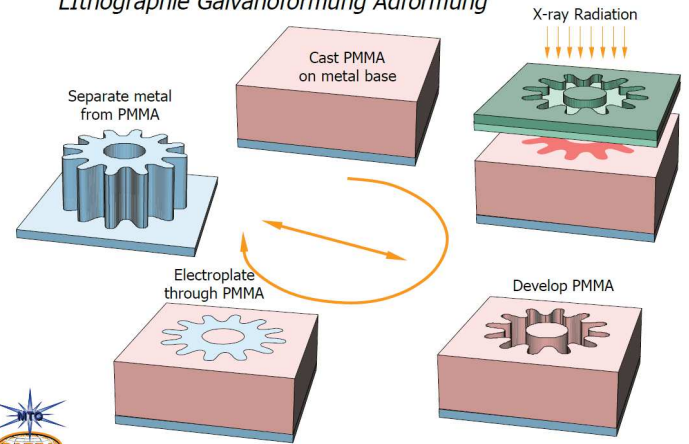 Lithographie Galvanoformung Abformung
X-ray Radiation
Cast PMMA
on metal base
Separate metal
from PMMA
Electroplate
through PMMA
Develop PMMA
MTO